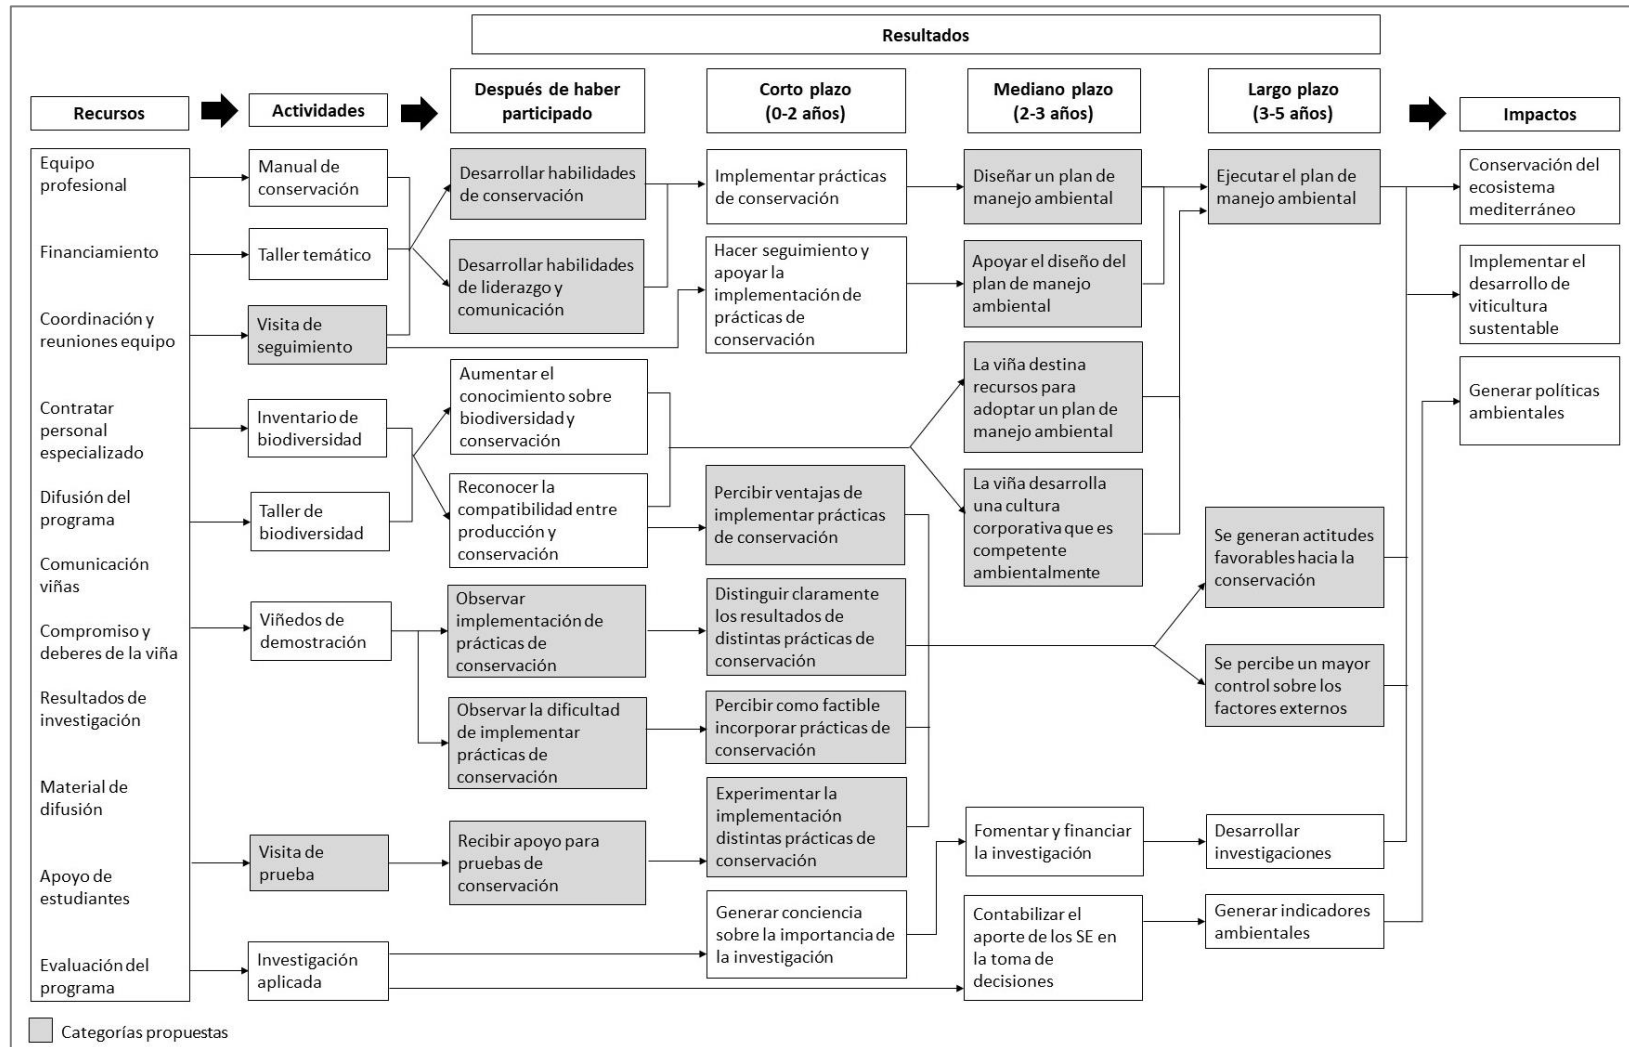 Resultados
Recursos
Actividades
Después de haber
participado
Corto plazo
(0-2 años)
Mediano plazo
(2-3 años)
Largo plazo
(3-5 años)
Impactos
Equipo
profesional
Financiamiento
Coordinación y
reuniones equipo
Contratar
personal
especializado
Difusión del
programa
Comunicación
viñas
Compromiso y
deberes de la viña
Resultados de
investigación
Material de
difusión
Apoyo de
estudiantes
Evaluación del
programa
Manual de
conservación
Taller temático
Visita de
seguimiento
Inventario de
biodiversidad
Taller de
biodiversidad
Viñedos de
demostración
Visita de
prueba
Investigación
aplicada
Desarrollar habilidades
de conservación
Desarrollar habilidades
de liderazgo y
comunicación
Aumentar el
conocimiento sobre
biodiversidad y
conservación
Reconocer la
compatibilidad entre
producción y
conservación
Observar
implementación de
prácticas de
conservación
Observar la dificultad
de implementar
prácticas de
conservación
Recibir apoyo para
pruebas de
conservación
Implementar prácticas
de conservación
Hacer seguimiento y
apoyar la
implementación de
prácticas de
conservación
Percibir ventajas de
implementar prácticas
de conservación
Distinguir claramente
los resultados de
distintas prácticas de
conservación
Percibir como factible
incorporar prácticas de
conservación
Experimentar la
implementación
distintas prácticas de
conservación
Generar conciencia
sobre la importancia de
la investigación
Diseñar un plan de
manejo ambiental
Apoyar el diseño del
plan de manejo
ambiental
La viña destina
recursos para
adoptar un plan de
manejo ambiental
La viña desarrolla
una cultura
corporativa que es
competente
ambientalmente
Fomentar y financiar
la investigación
Contabilizar el
aporte de los SE en
la toma de
decisiones
Ejecutar el plan de
manejo ambiental
Se generan actitudes
favorables hacia la
conservación
Se percibe un mayor
control sobre los
factores externos
Desarrollar
investigaciones
Generar indicadores
ambientales
Conservación del
ecosistema
mediterráneo
Implementar el
desarrollo de
viticultura
sustentable
Generar políticas
ambientales
Categorías propuestas